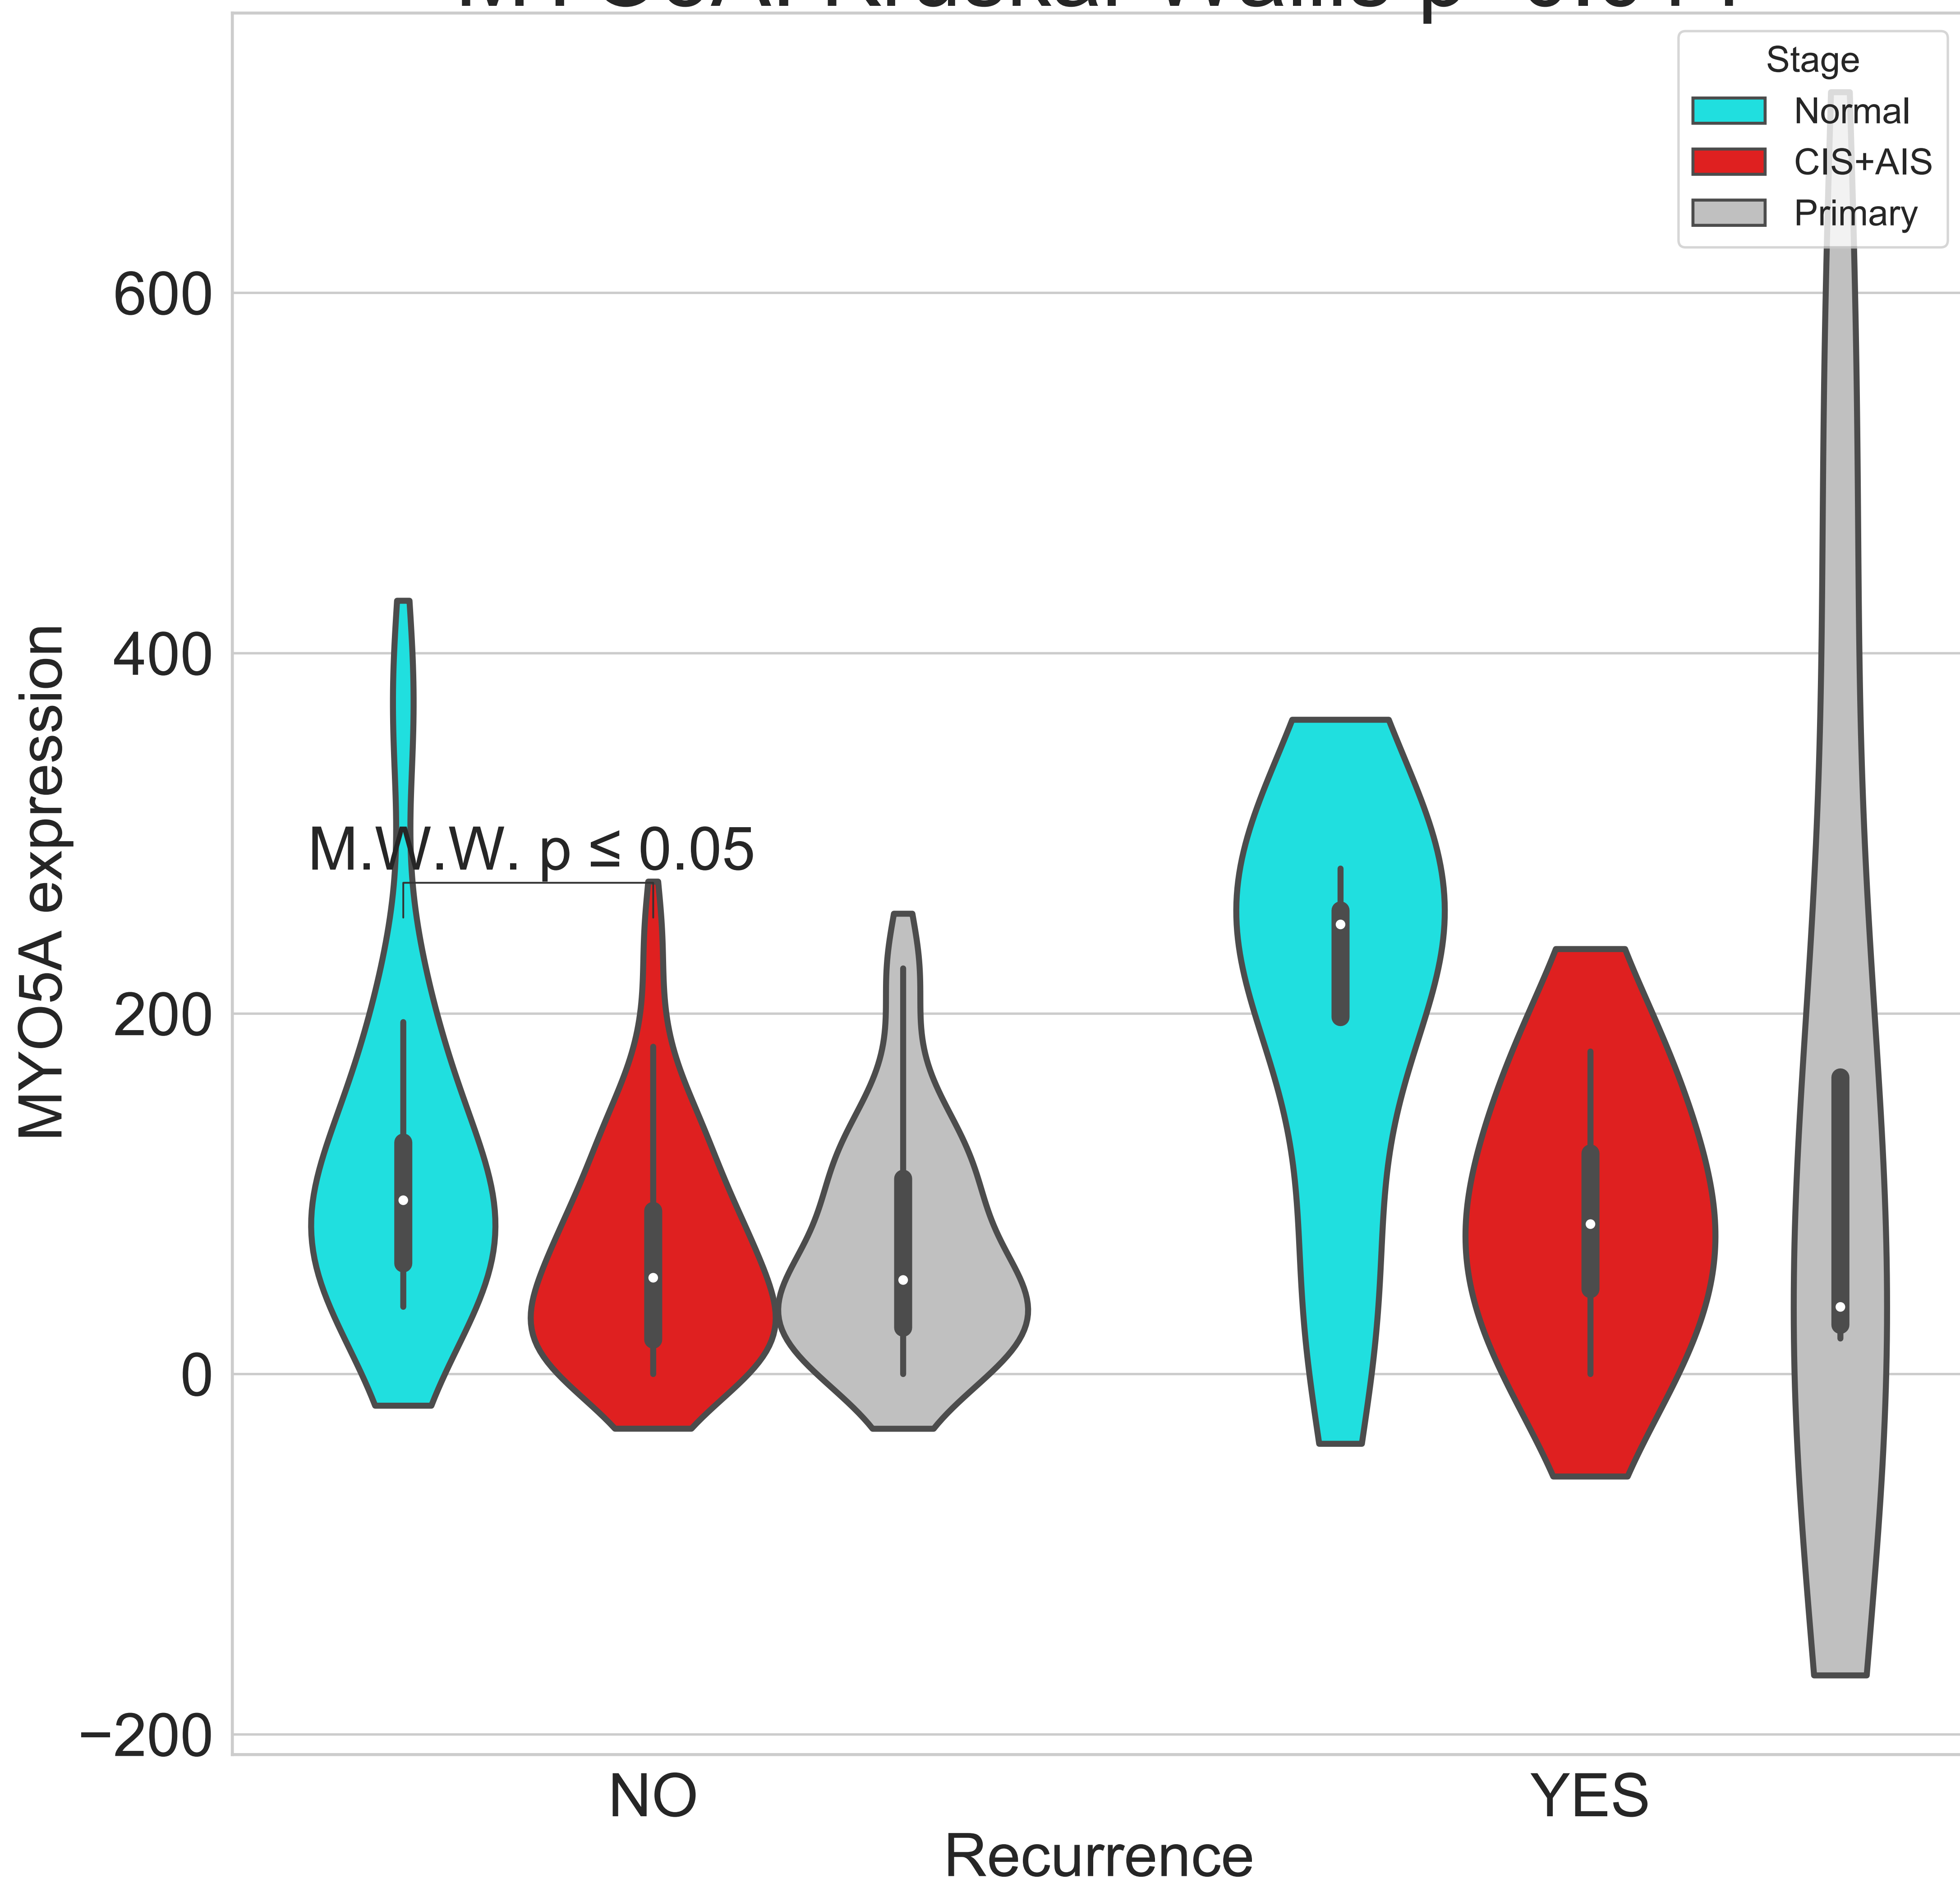 Stage
Normal
CIS+AIS
Primary
600
400
200
0
−200
MYO5A expression
M.W.W. p ≤ 0.05
NO
YES
Recurrence